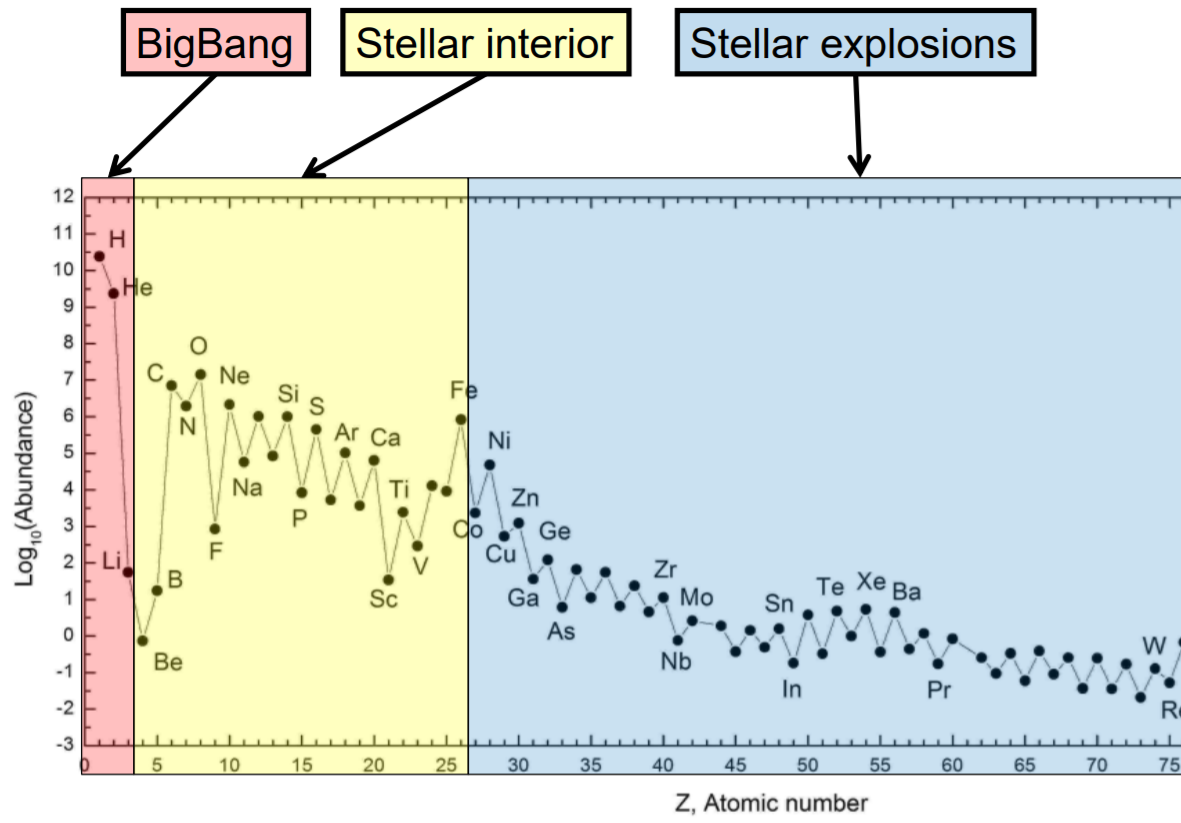 BigBang
Stellar interior
Stellar explosions
12
11
10
9
8
7
6
5
4
3
2
1
0
-1
-2
-3
Log10(Abundance)
H
He
Li
Be
B
C
N
O
F
Ne
Na
Si
P
S
Ar
Ca
Sc
Ti
V
Fe
Co
Ni
Cu
Zn
Ga
Ge
As
Zr
Nb
Mo
In
Sn
Te
Xe
Ba
Pr
W
0 5 10 15 20 25 30 35 40 45 50 55 60 65 70 75
Z, Atomic number